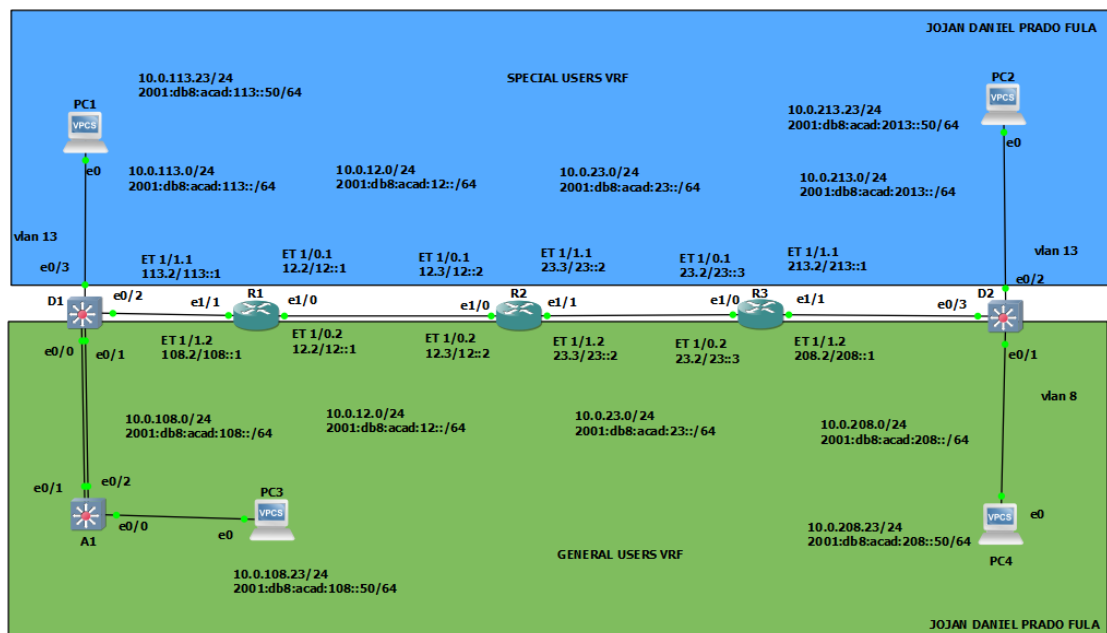 JOJAN DANIEL PRADO FULA
SPECIAL USERS VRF
10.0.113.23/24
2001:db8:acad:113::50/64
PC1
VPCS
e0
10.0.113.0/24
2001:db8:acad:113::/64
10.0.12.0/24
2001:db8:acad:12::/64
10.0.23.0/24
2001:db8:acad:23::/64
10.0.213.23/24
2001:db8:acad:2013::50/64
PC2
VPCS
e0
10.0.213.0/24
2001:db8:acad:2013::/64
vlan 13
e0/3
ET 1/1.1
113.2/113::1
ET 1/0.1
12.2/12::1
ET 1/0.1
12.3/12::2
ET 1/1.1
23.3/23::2
ET 1/0.1
23.2/23::3
ET 1/1.1
213.2/213::1
vlan 13
e0/2
D1
e0/2
e1/1
R1
e1/0
e1/0
R2
e1/1
e1/0
R3
e1/1
e0/3
D2
e0/0
e0/1
ET 1/1.2
108.2/108::1
ET 1/0.2
12.2/12::1
ET 1/0.2
12.3/12::2
ET 1/1.2
23.3/23::2
ET 1/0.2
23.2/23::3
ET 1/1.2
208.2/208::1
e0/1
vlan 8
10.0.108.0/24
2001:db8:acad:108::/64
10.0.12.0/24
2001:db8:acad:12::/64
10.0.23.0/24
2001:db8:acad:23::/64
10.0.208.0/24
2001:db8:acad:208::/64
e0/1
e0/2
A1
e0/0
PC3
VPCS
e0
10.0.108.23/24
2001:db8:acad:108::50/64
GENERAL USERS VRF
10.0.208.23/24
2001:db8:acad:208::50/64
VPCS
e0
PC4
JOJAN DANIEL PRADO FULA